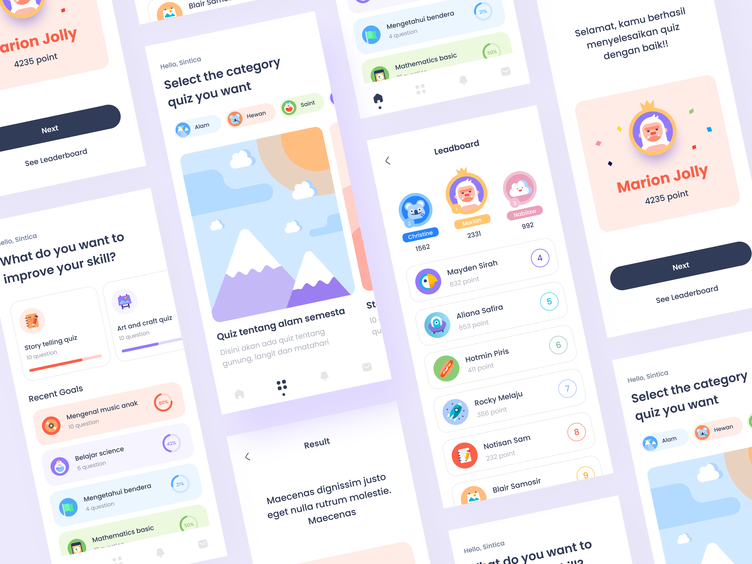 Marion Jolly
4235 point
Next
See Leaderboard
Hello, Sintica
What do you want to
improve your skill?
Story telling quiz
10 question
Art and craft quiz
10 question
Recent Goals
Mengenal music anak
10 question
60%
Belajar science
6 question
42%
Mengetahui bendera
4 question
21%
Mathematics basic
50%
Blair Samosir
Hello, Sintica
Select the category
quiz you want
Alam
Hewan
Saint
Quiz tentang alam semesta
Disini akan ada quiz tentang
gunung, langit dan matahari
St
10
qu
Result
Maecenas dignissim justo
eget nulla rutrum molestie.
Maecenas
Mengetahui bendera
4 question
21%
Mathematics basic
50%
Leadboard
Christine
1562
Marion
2331
Nabilaw
992
Mayden Sirah
832 point
4
Aliana Safira
653 point
5
Hotmin Piris
411 point
6
Rocky Melaju
356 point
7
Natisan Sam
232 point
8
Blair Samosir
9
Hello, Sintica
What do you want to
Selamat, kamu berhasil
menyelesaikan quiz
dengan baik!!
Marion Jolly
4235 point
Next
See Leaderboard
Hello, Sintica
Select the category
quiz you want
Alam
Hewan